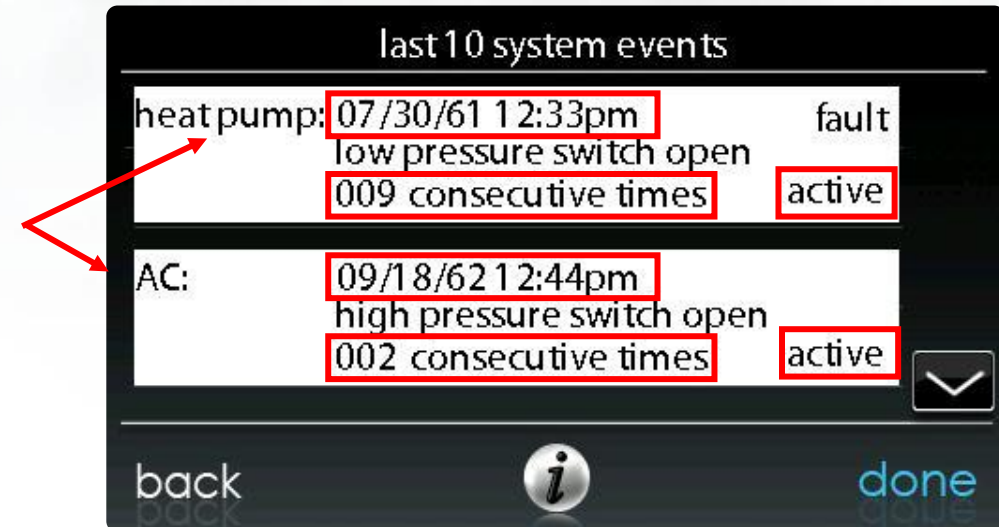 last 10 system events
heat pump: 07/30/61 12:33pm fault
low pressure switch open
009 consecutive times active
AC: 09/18/62 12:44pm
high pressure switch open
002 consecutive times active
back i done